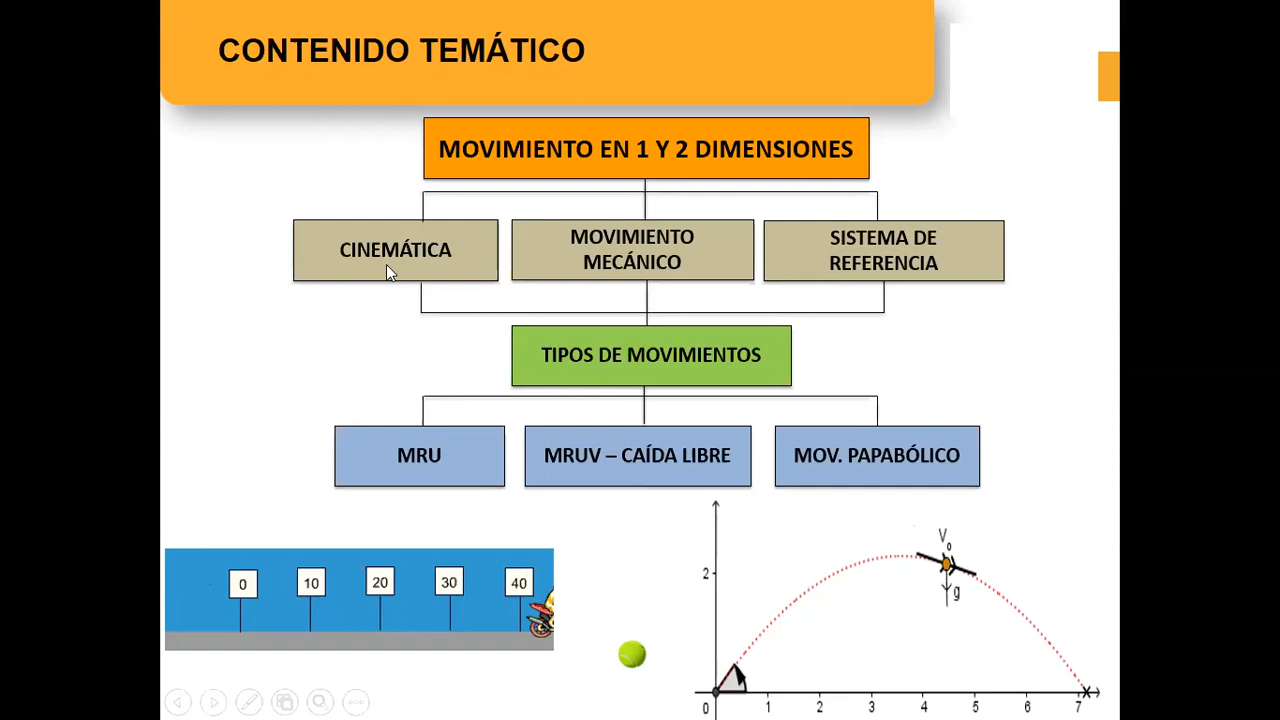 CONTENIDO TEMÁTICO
MOVIMIENTO EN 1 Y 2 DIMENSIONES
CINEMÁTICA
MOVIMIENTO
MECÁNICO
SISTEMA DE
REFERENCIA
TIPOS DE MOVIMIENTOS
MRU
MRUV – CAÍDA LIBRE
MOV. PAPABÓLICO
0 10 20 30 40
V₀
2
g
0 1 2 3 4 5 6 7